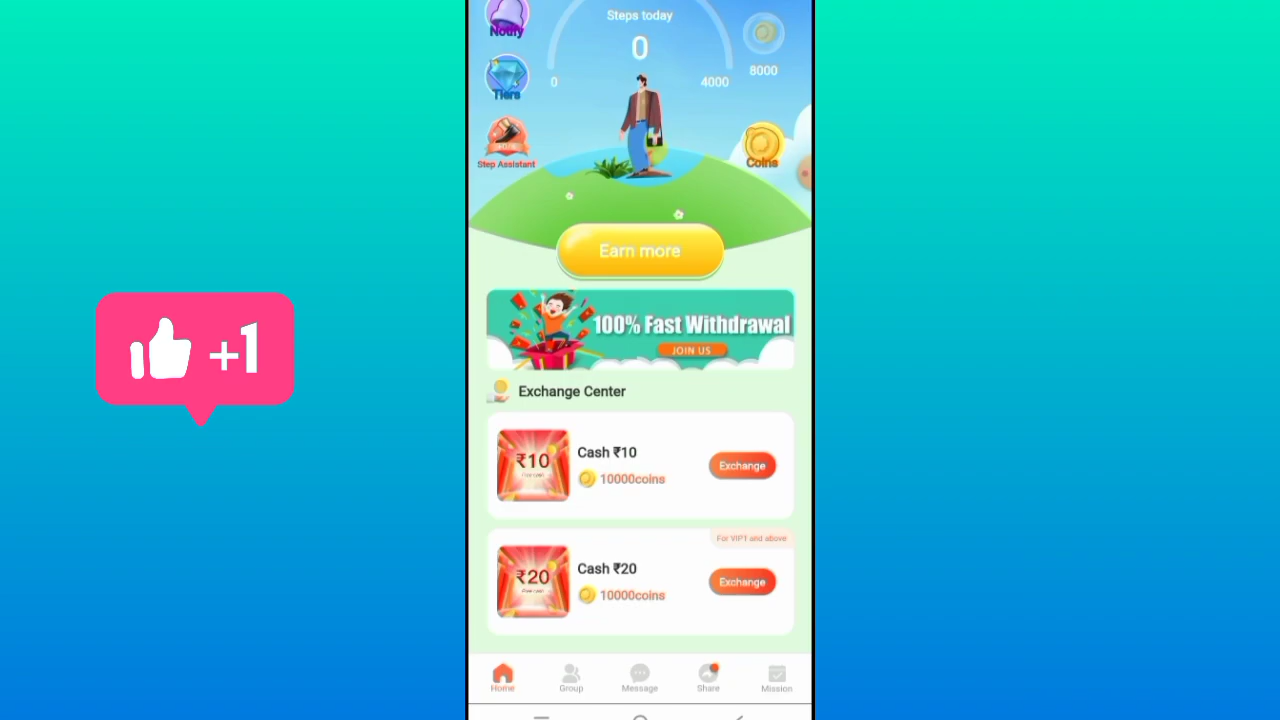 Notify
Steps today
0
0
4000
8000
Tiers
Step Assistant
Coins
Earn more
100% Fast Withdrawal
JOIN US
Exchange Center
₹10
Cash ₹10
10000coins
Exchange
For VIP1 and above
₹20
Cash ₹20
10000coins
Exchange
Home
Group
Message
Share
Mission
+1